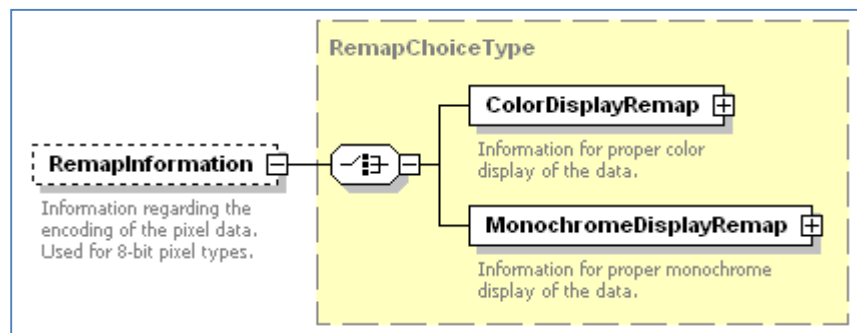 RemapChoiceType
ColorDisplayRemap
Information for proper color
display of the data.
RemapInformation
Information regarding the
encoding of the pixel data.
Used for 8-bit pixel types.
MonochromeDisplayRemap
Information for proper monochrome
display of the data.